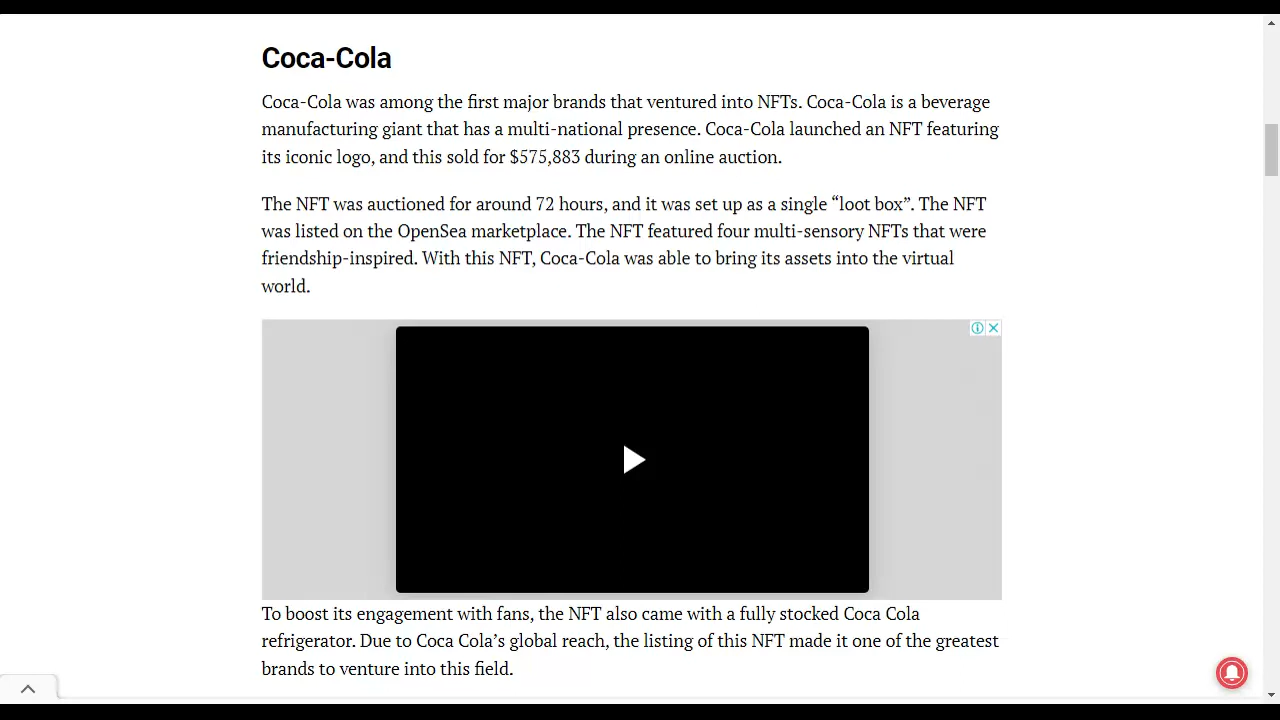 Coca-Cola
Coca-Cola was among the first major brands that ventured into NFTs. Coca-Cola is a beverage
manufacturing giant that has a multi-national presence. Coca-Cola launched an NFT featuring
its iconic logo, and this sold for $575,883 during an online auction.
The NFT was auctioned for around 72 hours, and it was set up as a single “loot box”. The NFT
was listed on the OpenSea marketplace. The NFT featured four multi-sensory NFTs that were
friendship-inspired. With this NFT, Coca-Cola was able to bring its assets into the virtual
world.
To boost its engagement with fans, the NFT also came with a fully stocked Coca Cola
refrigerator. Due to Coca Cola’s global reach, the listing of this NFT made it one of the greatest
brands to venture into this field.